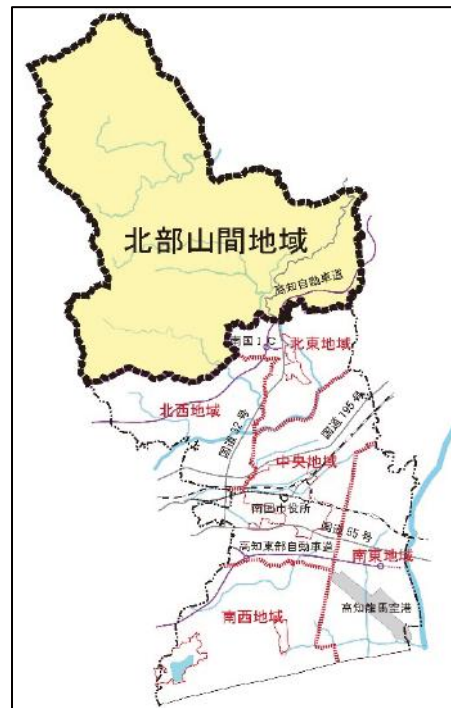 北部山間地域
高知自動車道
南国IC
北東地域
北西地域
国道32号
国道195号
中央地域
南国市役所
国道55号
高知東部自動車道
南東地域
高知龍馬空港
南西地域